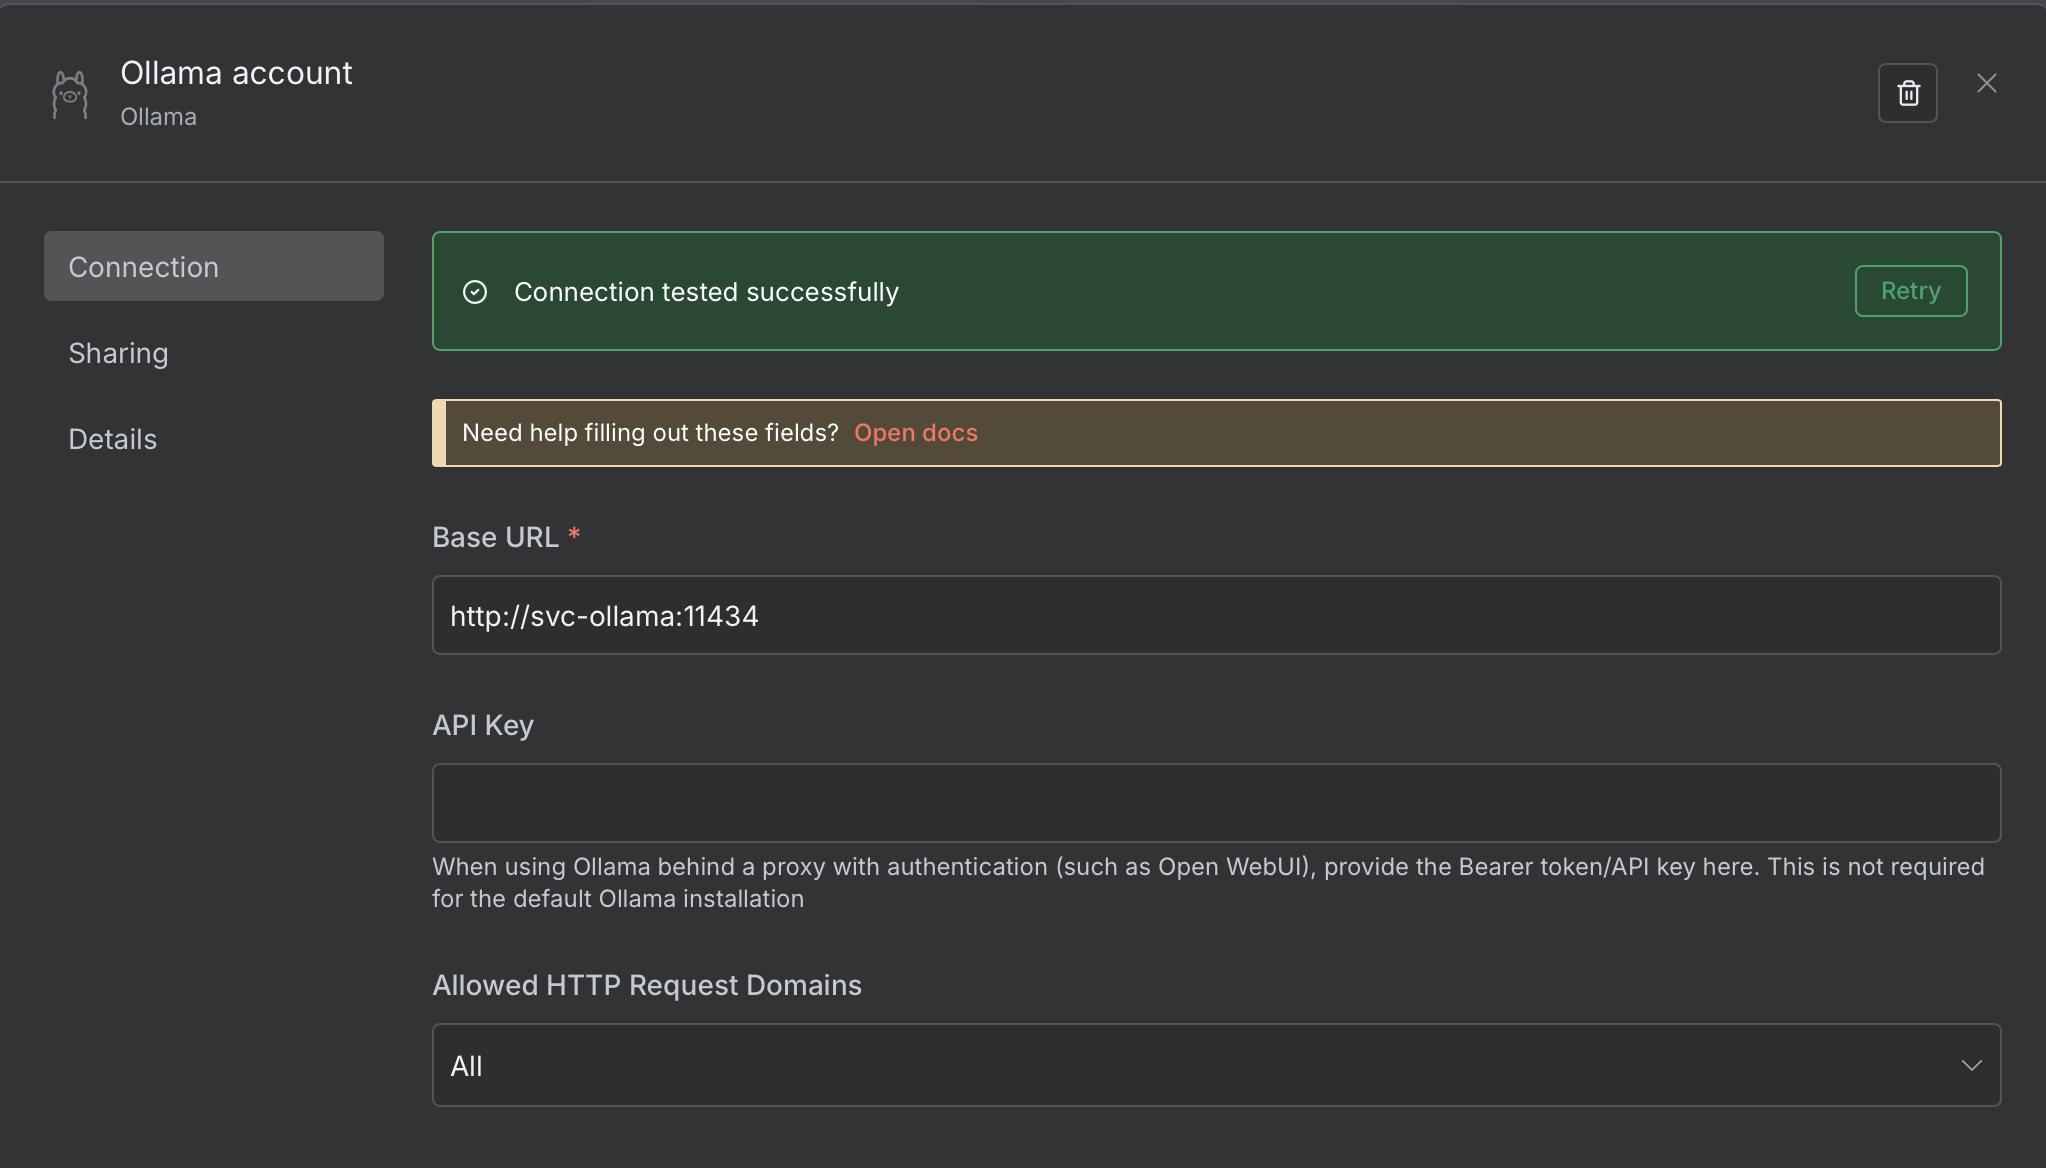 Ollama account
Ollama
Connection
Sharing
Details
Connection tested successfully
Retry
Need help filling out these fields? Open docs
Base URL *
http://svc-ollama:11434
API Key
When using Ollama behind a proxy with authentication (such as Open WebUI), provide the Bearer token/API key here. This is not required
for the default Ollama installation
Allowed HTTP Request Domains
All